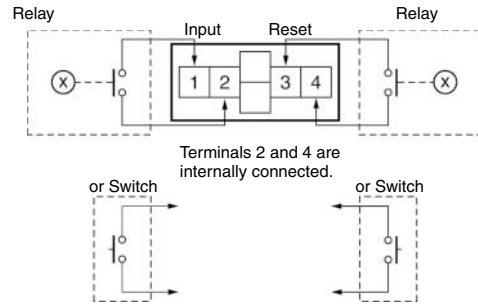 Relay
Relay
Input
Reset
X
1
2
3
4
X
Terminals 2 and 4 are
internally connected.
or Switch
or Switch